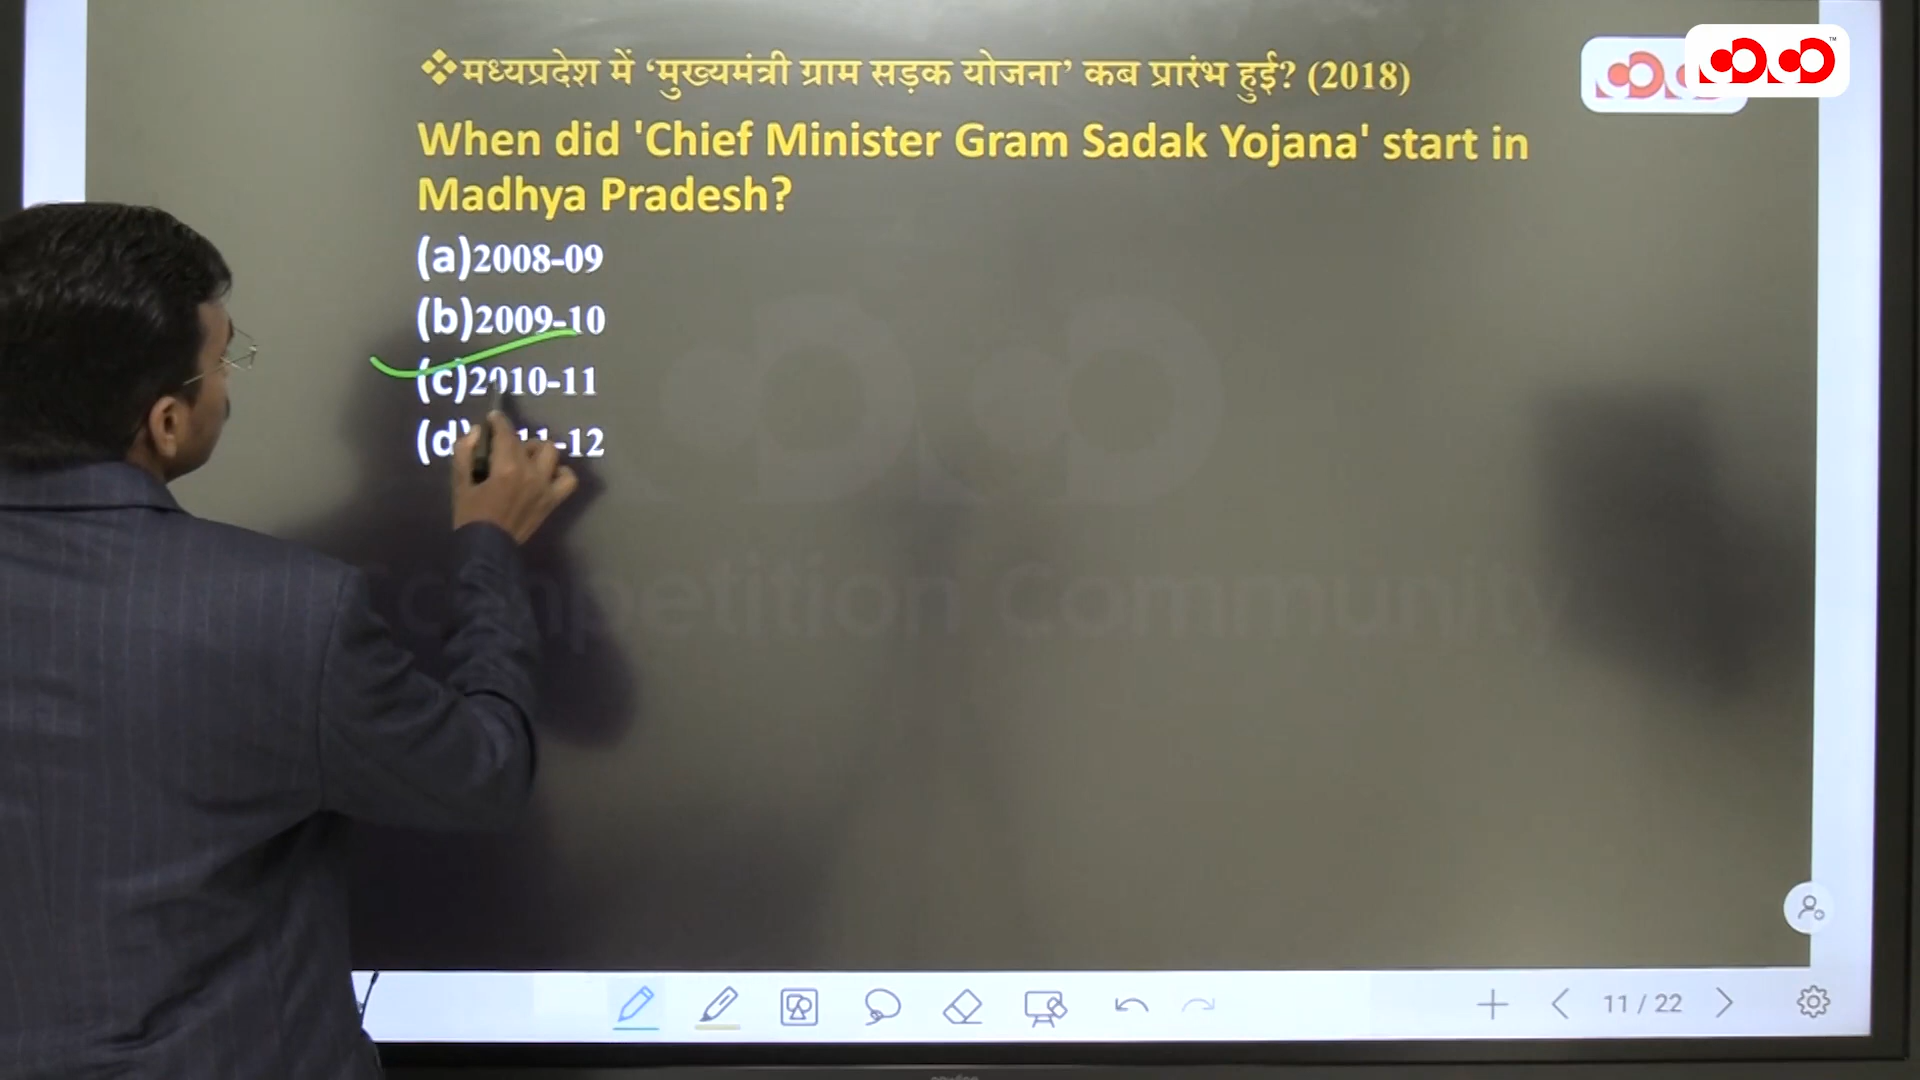 ❖मध्यप्रदेश में ‘मुख्यमंत्री ग्राम सड़क योजना’ कब प्रारंभ हुई? (2018)
When did 'Chief Minister Gram Sadak Yojana' start in
Madhya Pradesh?
(a)2008-09
(b)2009-10
(c)2010-11
(d) 11-12
Competition Community
11 / 22